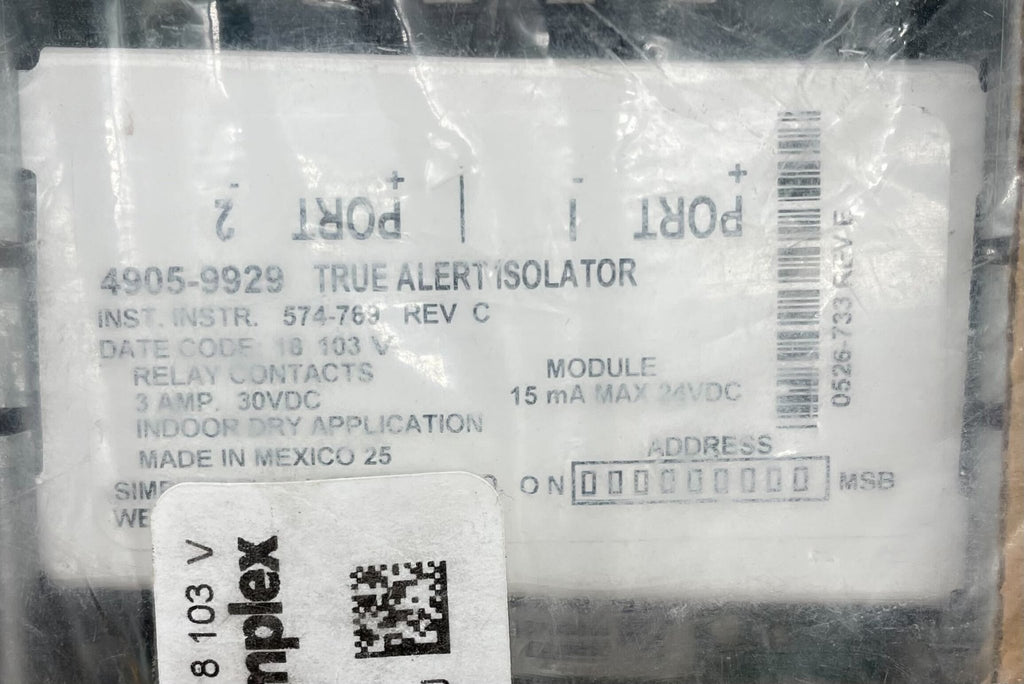 - 2 PORT + | - 1 PORT +
4905-9929 TRUE ALERT ISOLATOR
INST. INSTR. 574-769 REV C
DATE CODE 18 103 V
RELAY CONTACTS
3 AMP. 30VDC
INDOOR DRY APPLICATION
MADE IN MEXICO 25
MODULE
15 mA MAX 24VDC
ADDRESS
ON 00000000 MSB
0526-733 REV E
8 103 V
mplex